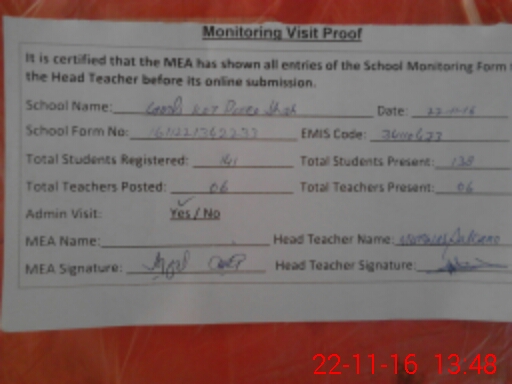 Monitoring Visit Proof
It is certified that the MEA has shown all entries of the School Monitoring Form
the Head Teacher before its online submission.
School Name: Date: 22-11-16
School Form No: EMIS Code:
Total Students Registered: 141 Total Students Present: 138
Total Teachers Posted: 06 Total Teachers Present: 06
Admin Visit: Yes / No
MEA Name: Head Teacher Name:
MEA Signature: Head Teacher Signature:
22-11-16 13.48